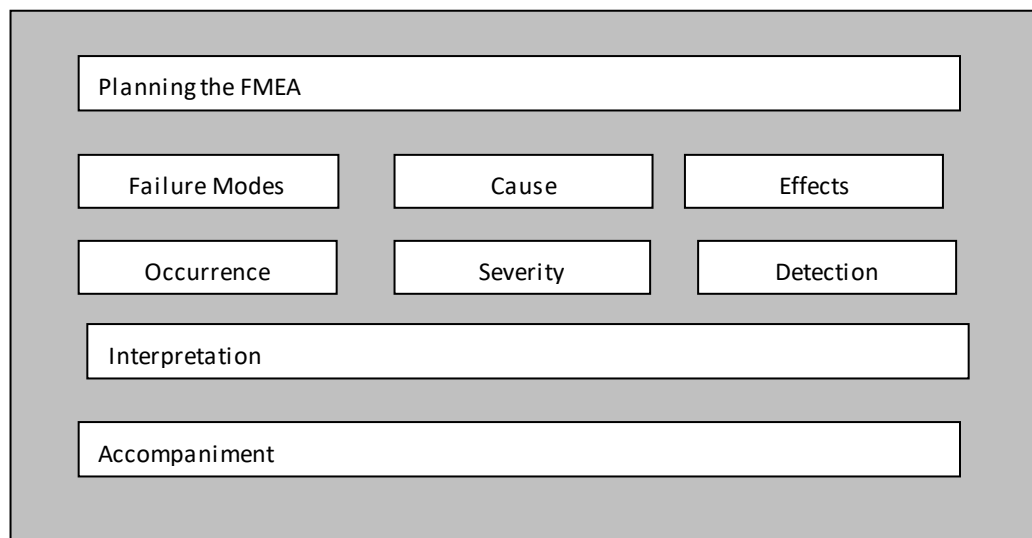 Planning the FMEA
Failure Modes
Cause
Effects
Occurrence
Severity
Detection
Interpretation
Accompaniment